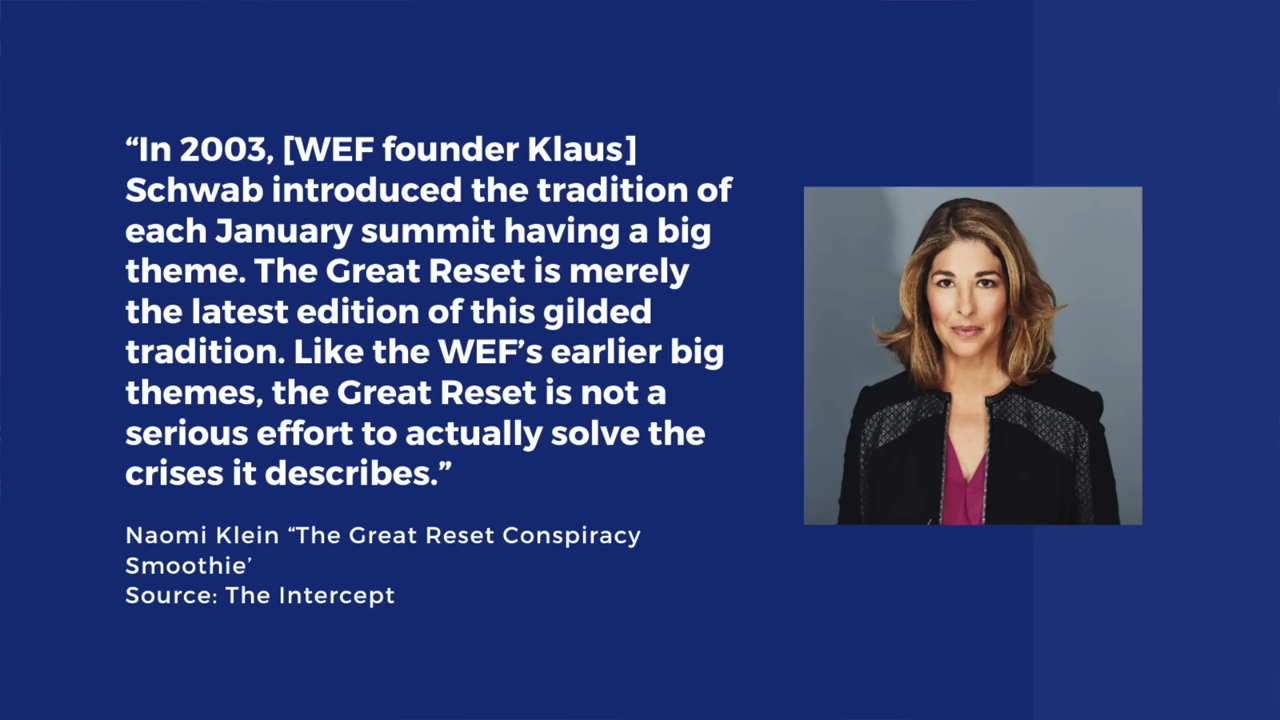 “In 2003, [WEF founder Klaus]
Schwab introduced the tradition of
each January summit having a big
theme. The Great Reset is merely
the latest edition of this gilded
tradition. Like the WEF’s earlier big
themes, the Great Reset is not a
serious effort to actually solve the
crises it describes.”
Naomi Klein “The Great Reset Conspiracy
Smoothie’
Source: The Intercept